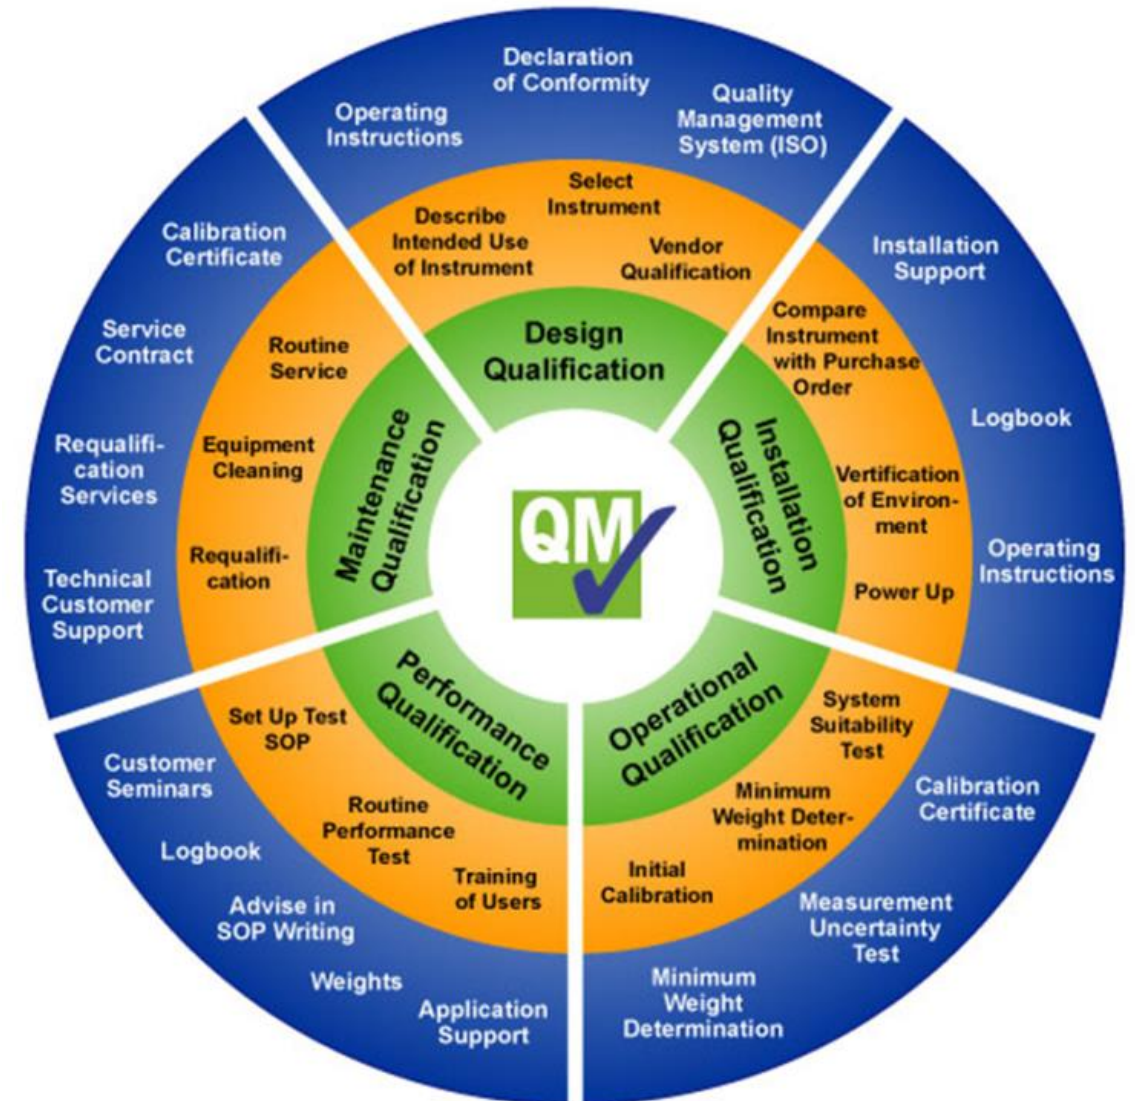 Declaration
of Conformity
Operating
Instructions
Quality
Management
System (ISO)
Select
Instrument
Describe
Intended Use
of Instrument
Vendor
Qualification
Design
Qualification
Installation
Support
Logbook
Operating
Instructions
Compare
Instrument
with Purchase
Order
Vertification
of Environ-
ment
Power Up
Installation
Qualification
Calibration
Certificate
Measurement
Uncertainty
Test
Minimum
Weight
Determination
System
Suitability
Test
Minimum
Weight Deter-
mination
Initial
Calibration
Operational
Qualification
Customer
Seminars
Logbook
Advise in
SOP Writing
Weights
Application
Support
Set Up Test
SOP
Routine
Performance
Test
Training
of Users
Performance
Qualification
Calibration
Certificate
Service
Contract
Requalifi-
cation
Services
Technical
Customer
Support
Routine
Service
Equipment
Cleaning
Requalifi-
cation
Maintenance
Qualification
QM